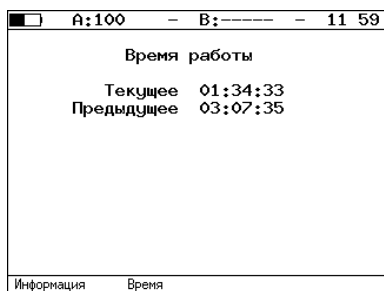 A:100 – B:----- – 11 59
Время работы
Текущее 01:34:33
Предыдущее 03:07:35
Информация Время